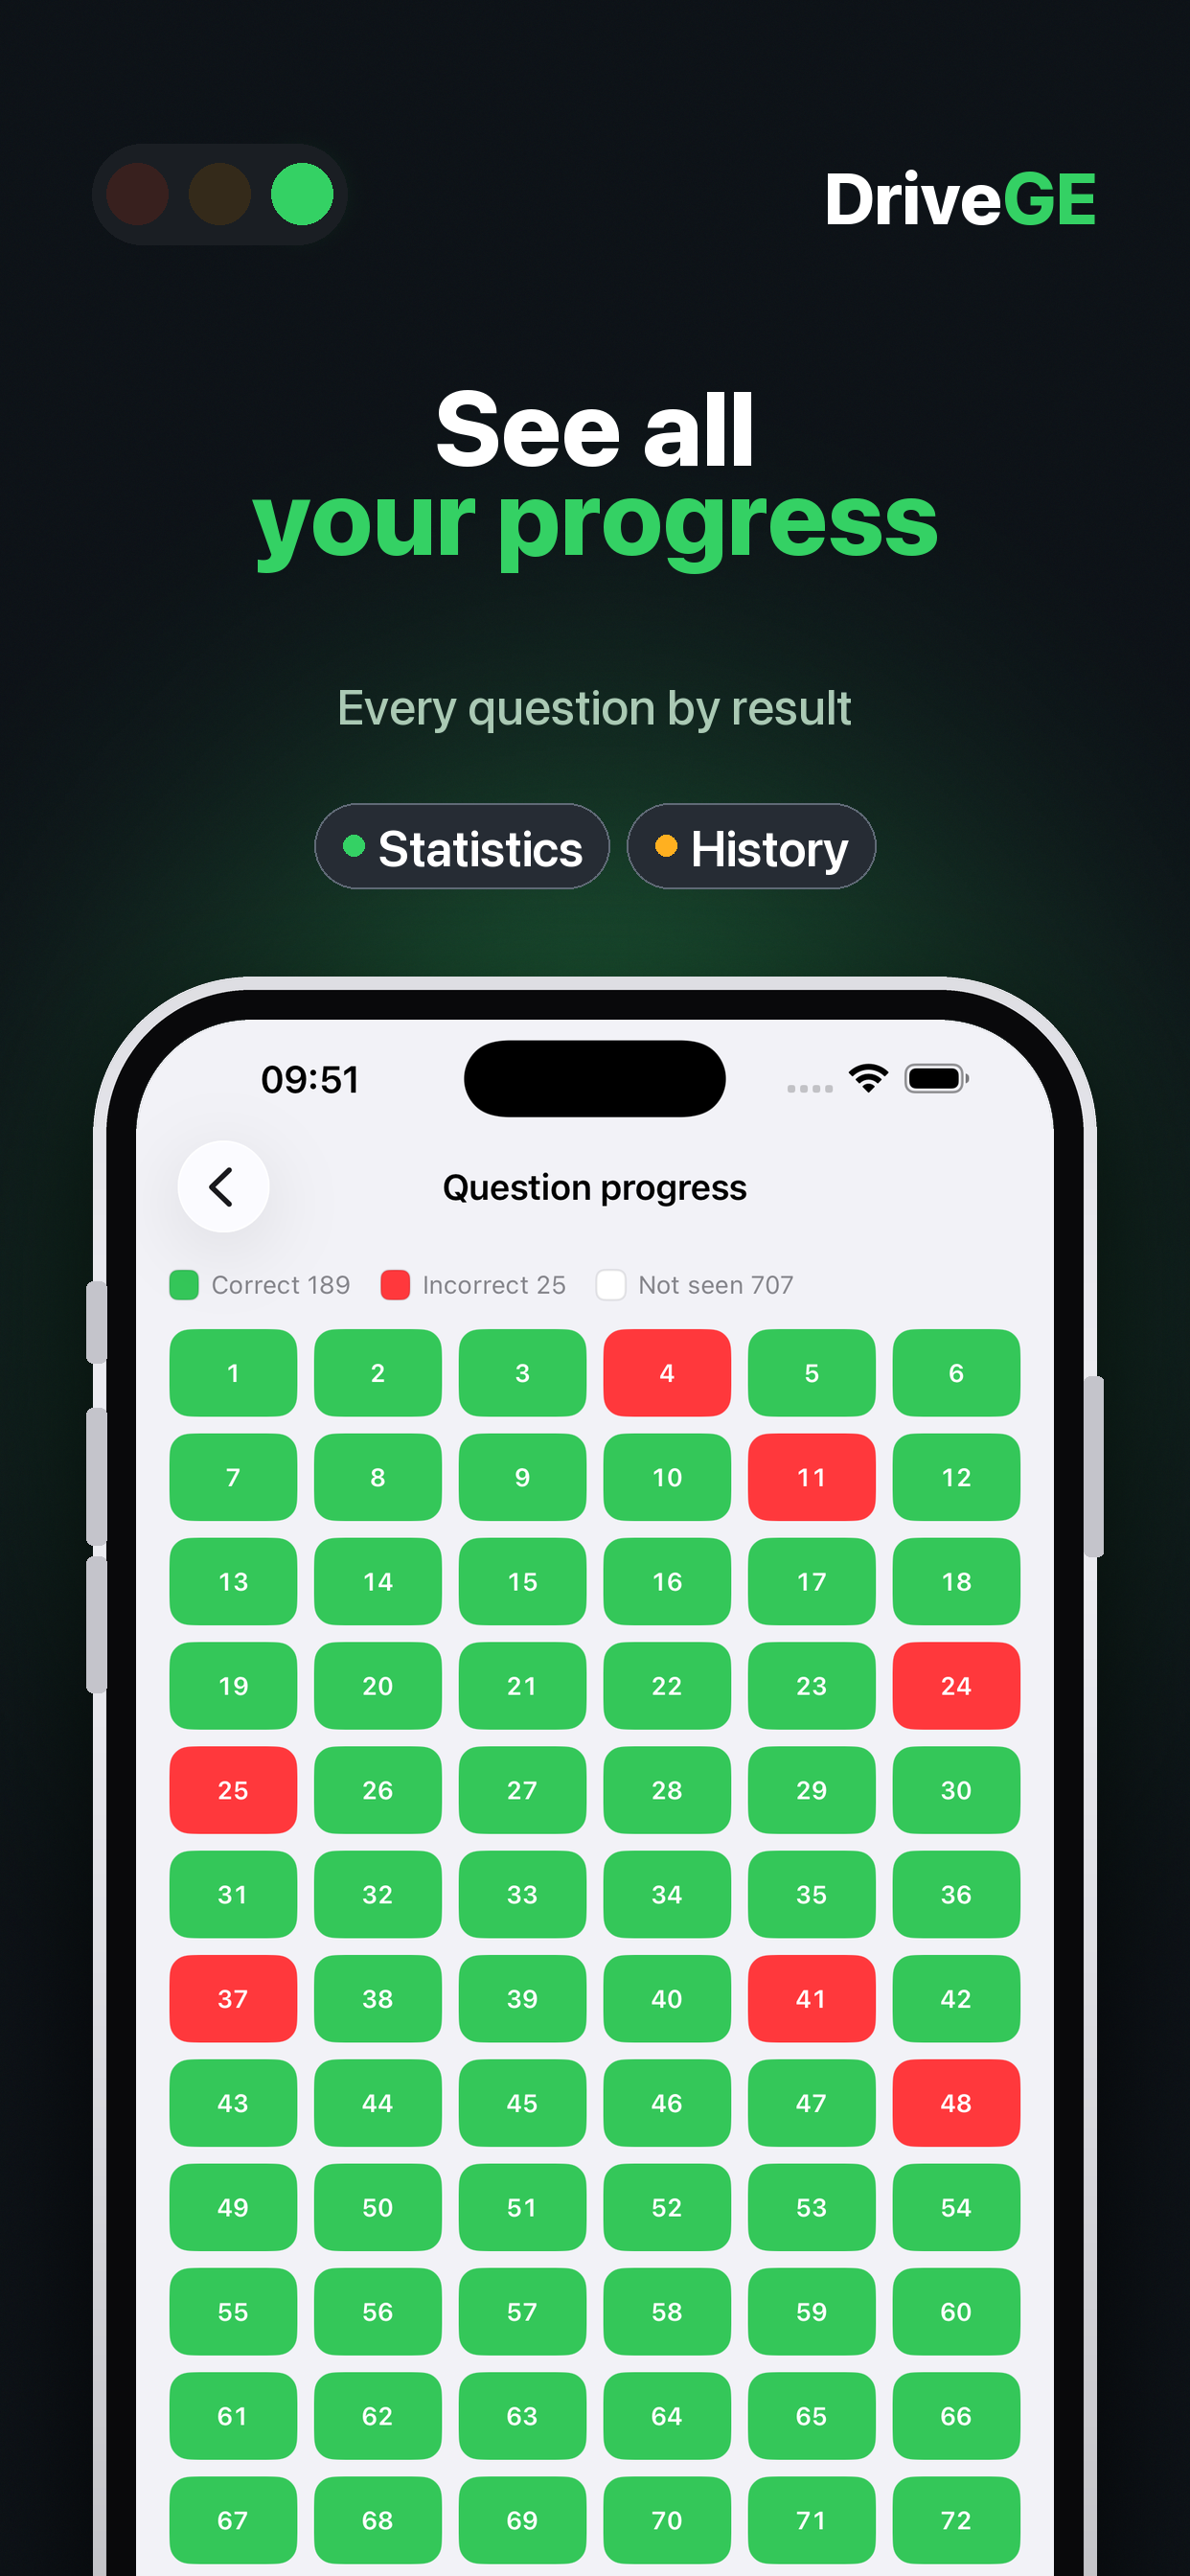 DriveGE
See all
your progress
Every question by result
Statistics History
09:51
Question progress
Correct 189 Incorrect 25 Not seen 707
1 2 3 4 5 6
7 8 9 10 11 12
13 14 15 16 17 18
19 20 21 22 23 24
25 26 27 28 29 30
31 32 33 34 35 36
37 38 39 40 41 42
43 44 45 46 47 48
49 50 51 52 53 54
55 56 57 58 59 60
61 62 63 64 65 66
67 68 69 70 71 72